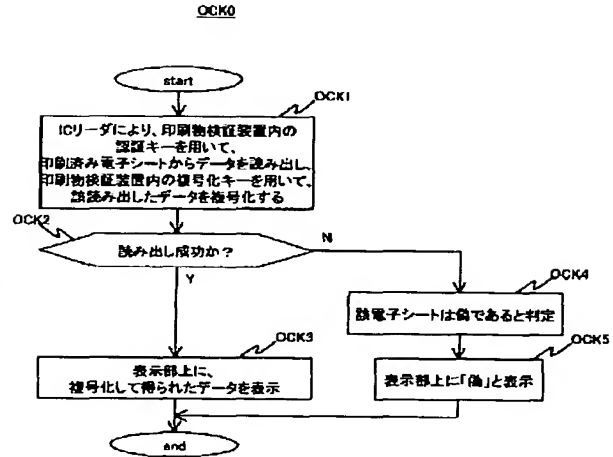 OCK0
start
OCK1
ICリーダにより、印刷物検証装置内の
認証キーを用いて、
印刷済み電子シートからデータを読み出し、
印刷物検証装置内の復号化キーを用いて、
該読み出したデータを復号化する
OCK2
読み出し成功か？
N
Y
OCK4
該電子シートは偽であると判定
OCK3
表示部上に、
復号化して得られたデータを表示
OCK5
表示部上に「偽」と表示
end